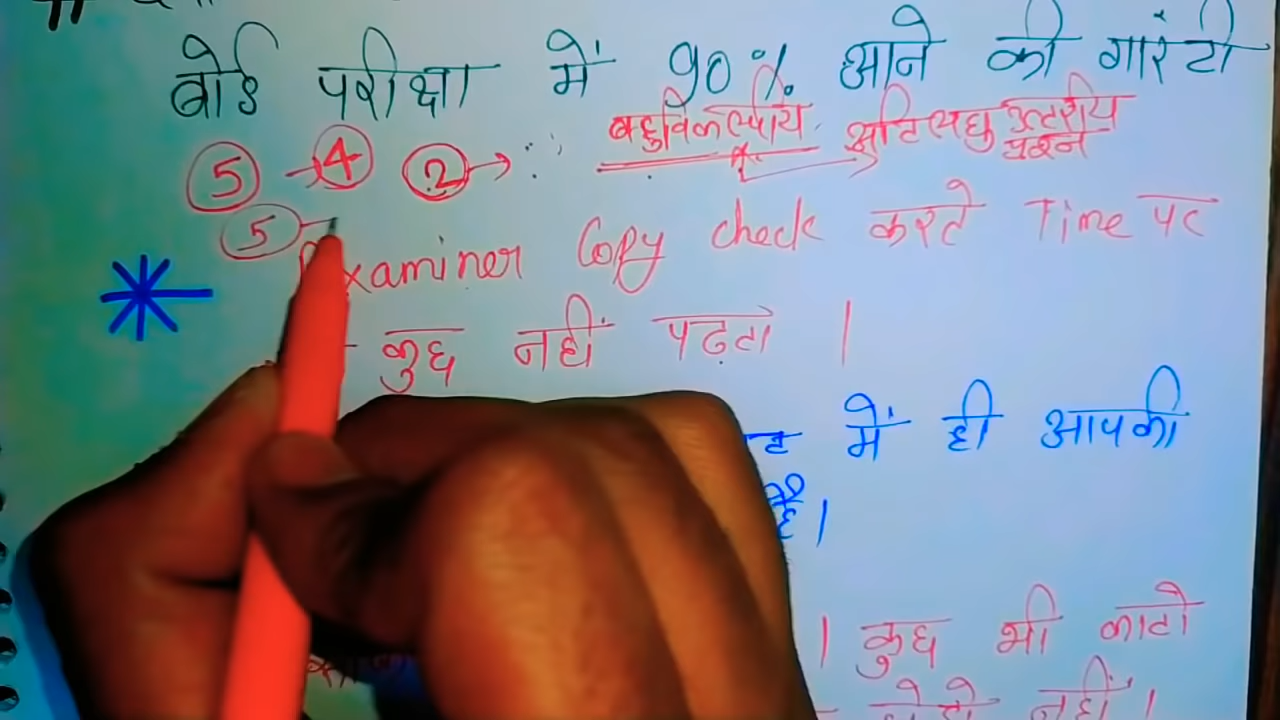 बोर्ड परीक्षा में 90% आने की गारंटी
5 → 4 2 → बहुविकल्पीय अति लघु उत्तरीय प्रश्न
5
Examiner Copy check करते Time पर
कुछ नहीं पढ़ता ।
में ही आपकी
है।
। कुछ भी काटो
नहीं ।